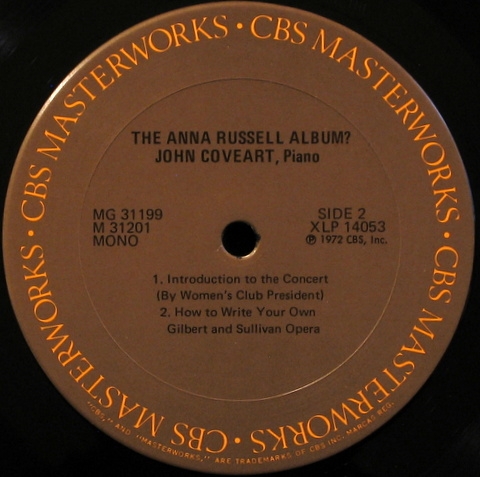 CBS MASTERWORKS • CBS MASTERWORKS • CBS MASTERWORKS • CBS MASTERWORKS • CBS MASTERWORKS •
THE ANNA RUSSELL ALBUM?
JOHN COVEART, Piano
MG 31199
M 31201
MONO
SIDE 2
XLP 14053
℗ 1972 CBS, Inc.
1. Introduction to the Concert
(By Women's Club President)
2. How to Write Your Own
Gilbert and Sullivan Opera
"CBS," AND "MASTERWORKS," ARE TRADEMARKS OF CBS INC. MARCAS REG.